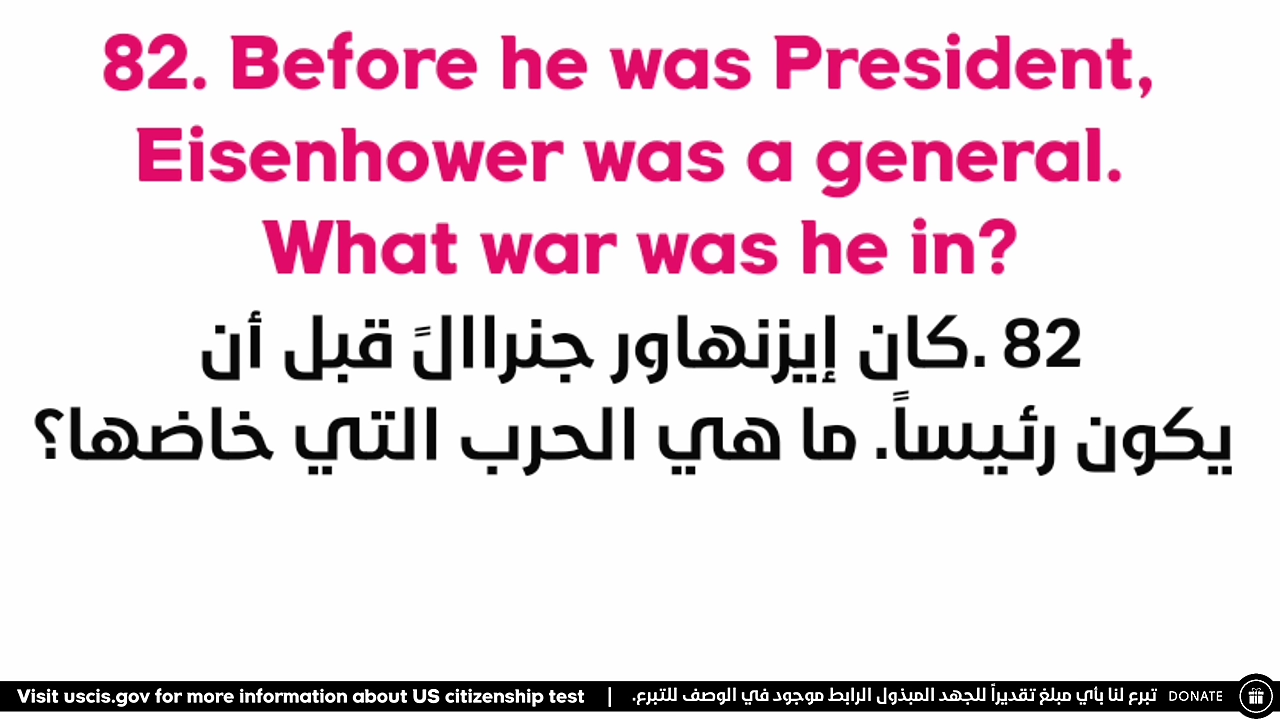 82. Before he was President,
Eisenhower was a general.
What war was he in?
82 .كان إيزنهاور جنرااالً قبل أن
يكون رئيساً. ما هي الحرب التي خاضها؟
Visit uscis.gov for more information about US citizenship test | تبرع لنا بأي مبلغ تقديراً للجهد المبذول الرابط موجود في الوصف للتبرع. DONATE